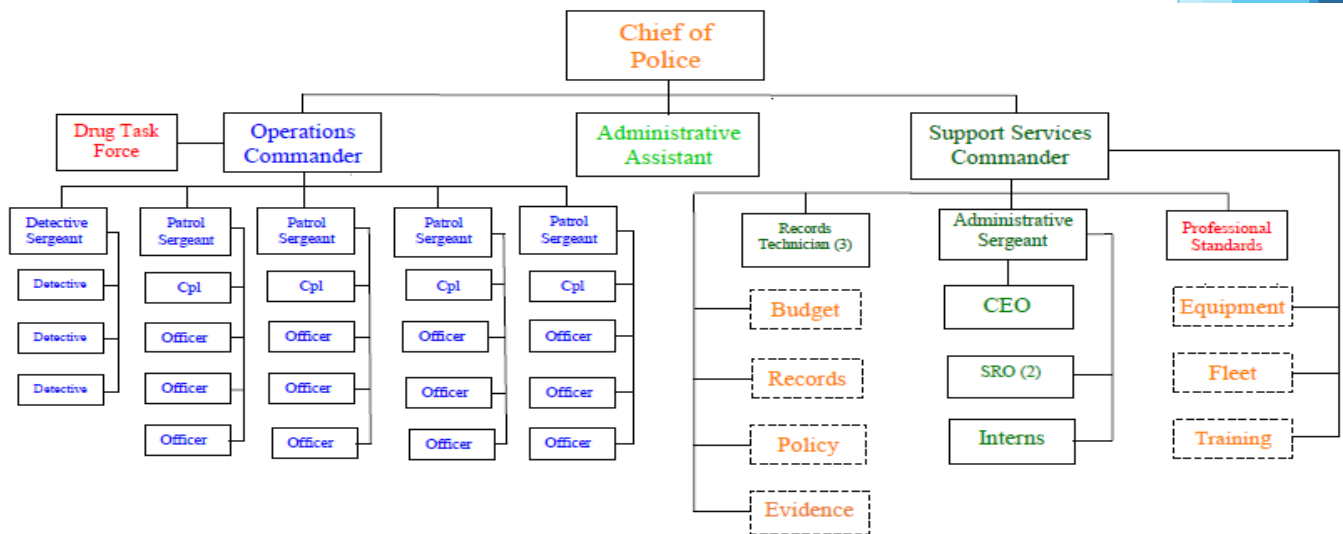 Chief of
Police
Drug Task
Force
Operations
Commander
Administrative
Assistant
Support Services
Commander
Detective
Sergeant
Detective
Detective
Detective
Patrol
Sergeant
Cpl
Officer
Officer
Officer
Patrol
Sergeant
Cpl
Officer
Officer
Officer
Patrol
Sergeant
Cpl
Officer
Officer
Officer
Patrol
Sergeant
Cpl
Officer
Officer
Officer
Records
Technician (3)
Budget
Records
Policy
Evidence
Administrative
Sergeant
CEO
SRO (2)
Interns
Professional
Standards
Equipment
Fleet
Training